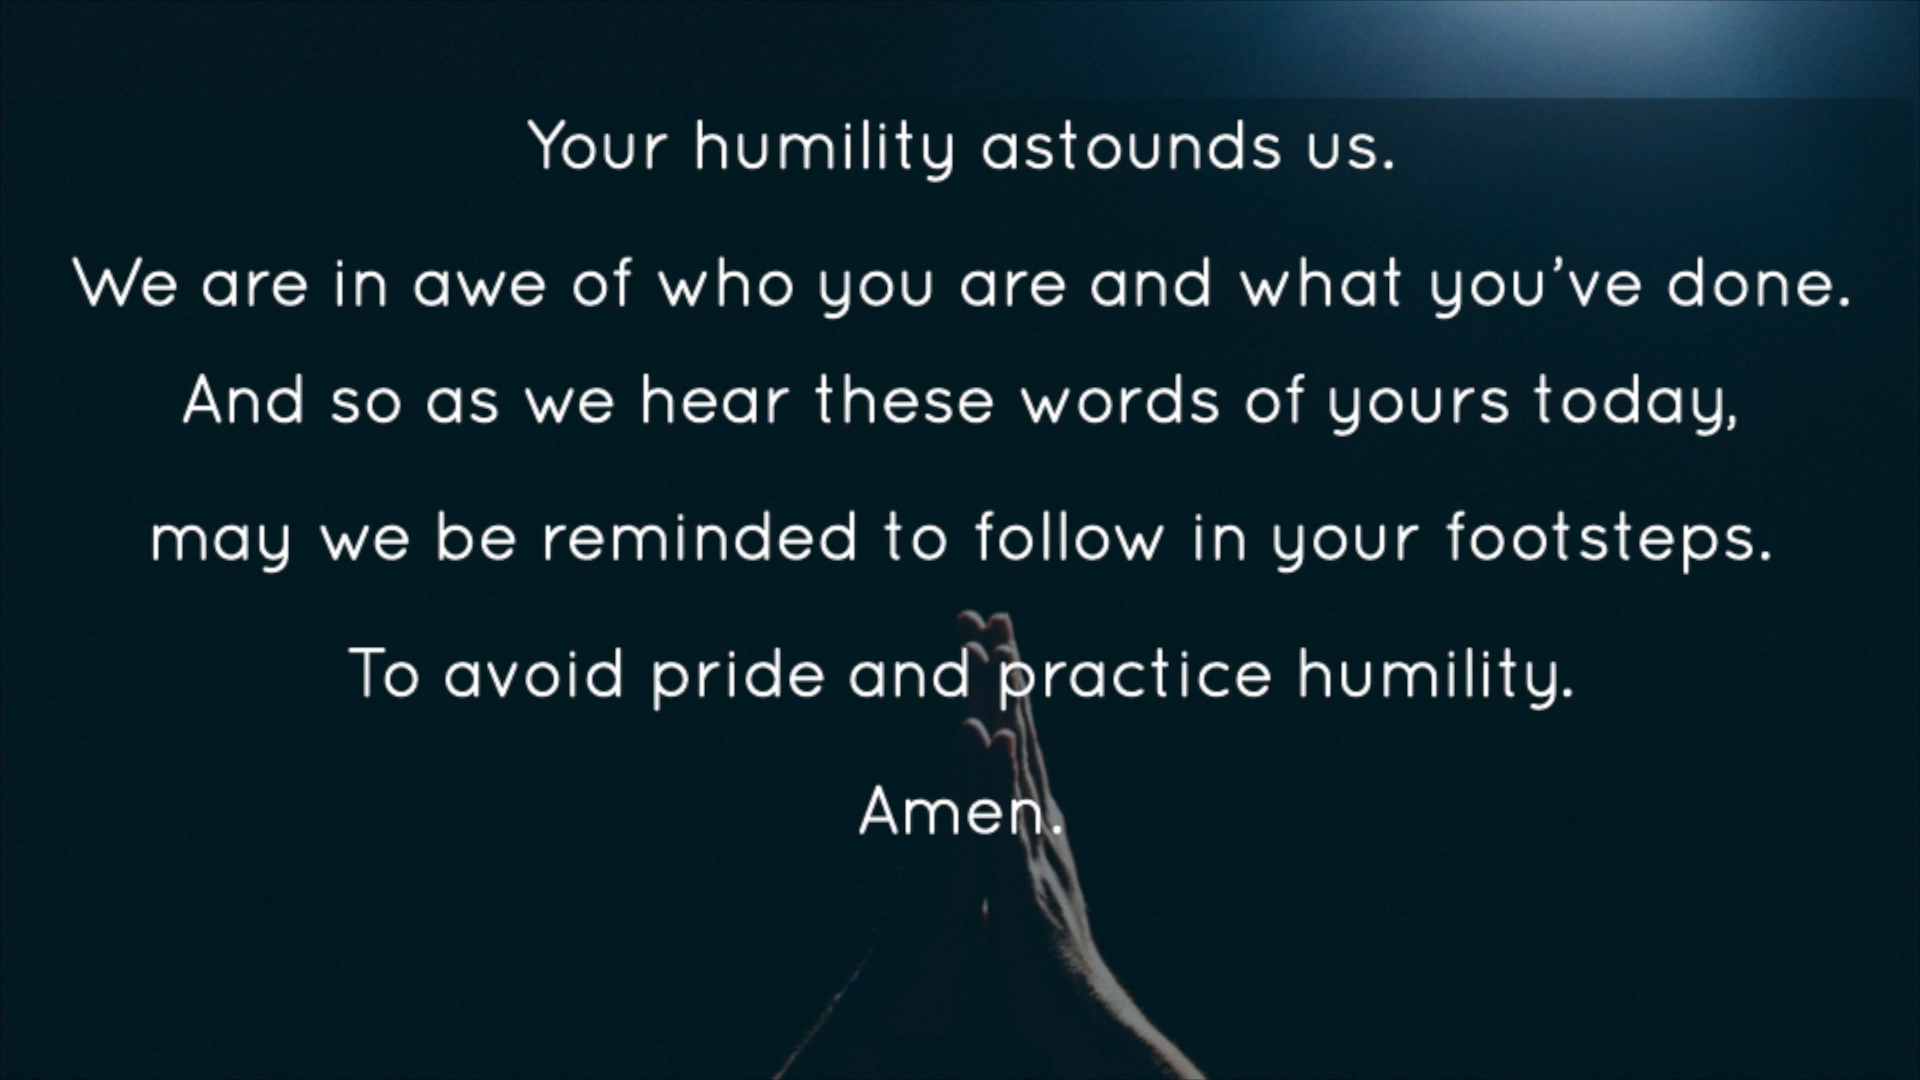 Your humility astounds us.
We are in awe of who you are and what you’ve done.
And so as we hear these words of yours today,
may we be reminded to follow in your footsteps.
To avoid pride and practice humility.
Amen.